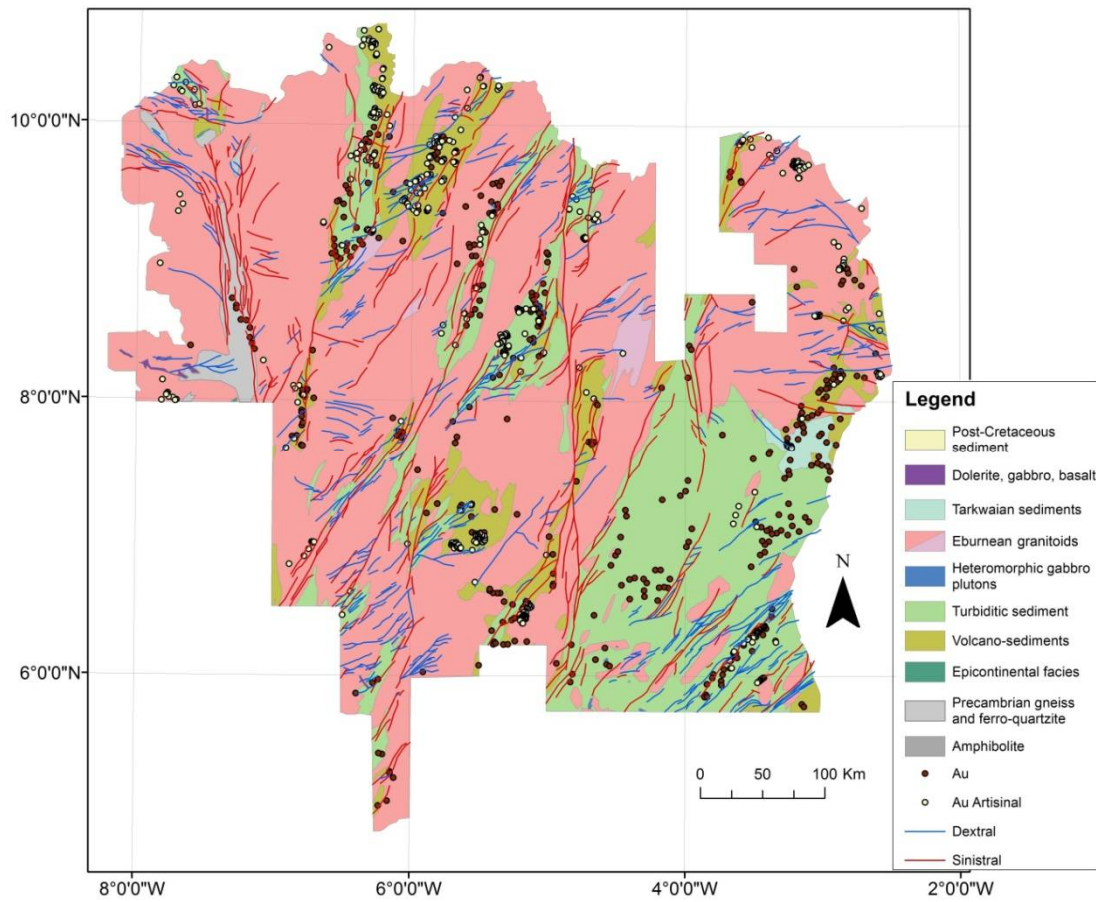 10°0'0"N
8°0'0"N
6°0'0"N
8°0'0"W
6°0'0"W
4°0'0"W
2°0'0"W
N
0 50 100 Km
Legend
Post-Cretaceous
sediment
Dolerite, gabbro, basalt
Tarkwaian sediments
Eburnean granitoids
Heteromorphic gabbro
plutons
Turbiditic sediment
Volcano-sediments
Epicontinental facies
Precambrian gneiss
and ferro-quartzite
Amphibolite
Au
Au Artisinal
Dextral
Sinistral